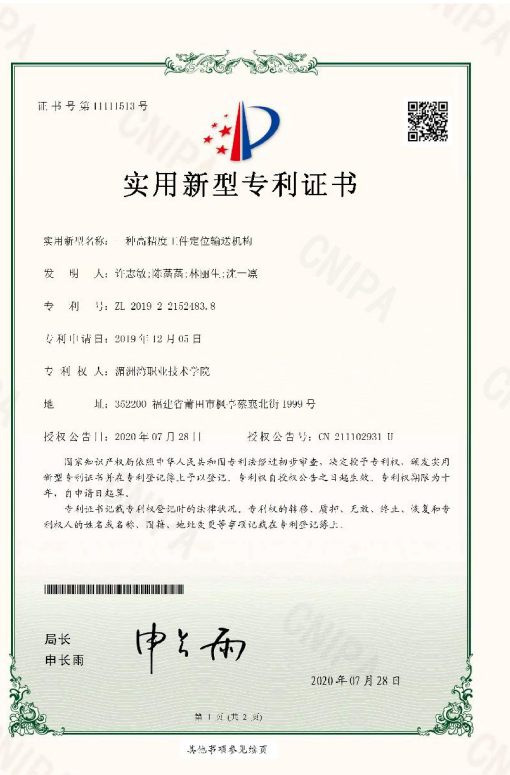 证书号第11111513号
实用新型专利证书
实用新型名称：一种高精度工件定位输送机构
发 明 人：许志敏;陈菡菡;林丽生;沈一凛
专 利 号：ZL 2019 2 2152483.8
专利申请日：2019年12月05日
专 利 权 人：湄洲湾职业技术学院
地 址：352200 福建省莆田市枫亭蔡襄北街1999号
授权公告日：2020年07月28日 授权公告号：CN 211102931 U
国家知识产权局依照中华人民共和国专利法经过初步审查，决定授予专利权，颁发实用
新型专利证书并在专利登记簿上予以登记。专利权自授权公告之日起生效。专利权期限为十
年，自申请日起算。
专利证书记载专利权登记时的法律状况。专利权的转移、质押、无效、终止、恢复和专
利权人的姓名或名称、国籍、地址变更等事项记载在专利登记簿上。
局长
申长雨
申长雨
2020年07月28日
第 1 页 (共 2 页)
其他事项参见续页
CNIPA
CNIPA
CNIPA
CNIPA